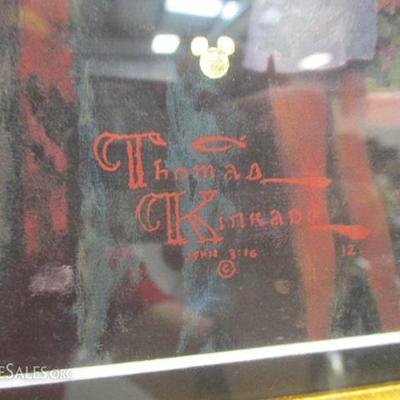 Thomas
Kinkade
John 3:16 12
©
eSales.org